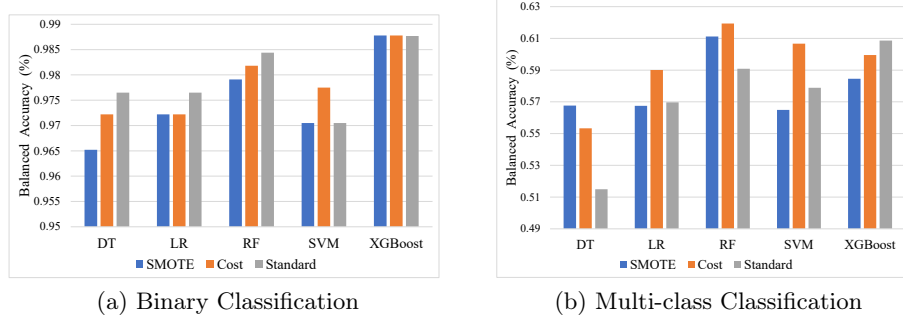 Balanced Accuracy (%)
0.99
0.985
0.98
0.975
0.97
0.965
0.96
0.955
0.95
DT LR RF SVM XGBoost
SMOTE Cost Standard
(a) Binary Classification
Balanced Accuracy (%)
0.63
0.61
0.59
0.57
0.55
0.53
0.51
0.49
DT LR RF SVM XGBoost
SMOTE Cost Standard
(b) Multi-class Classification